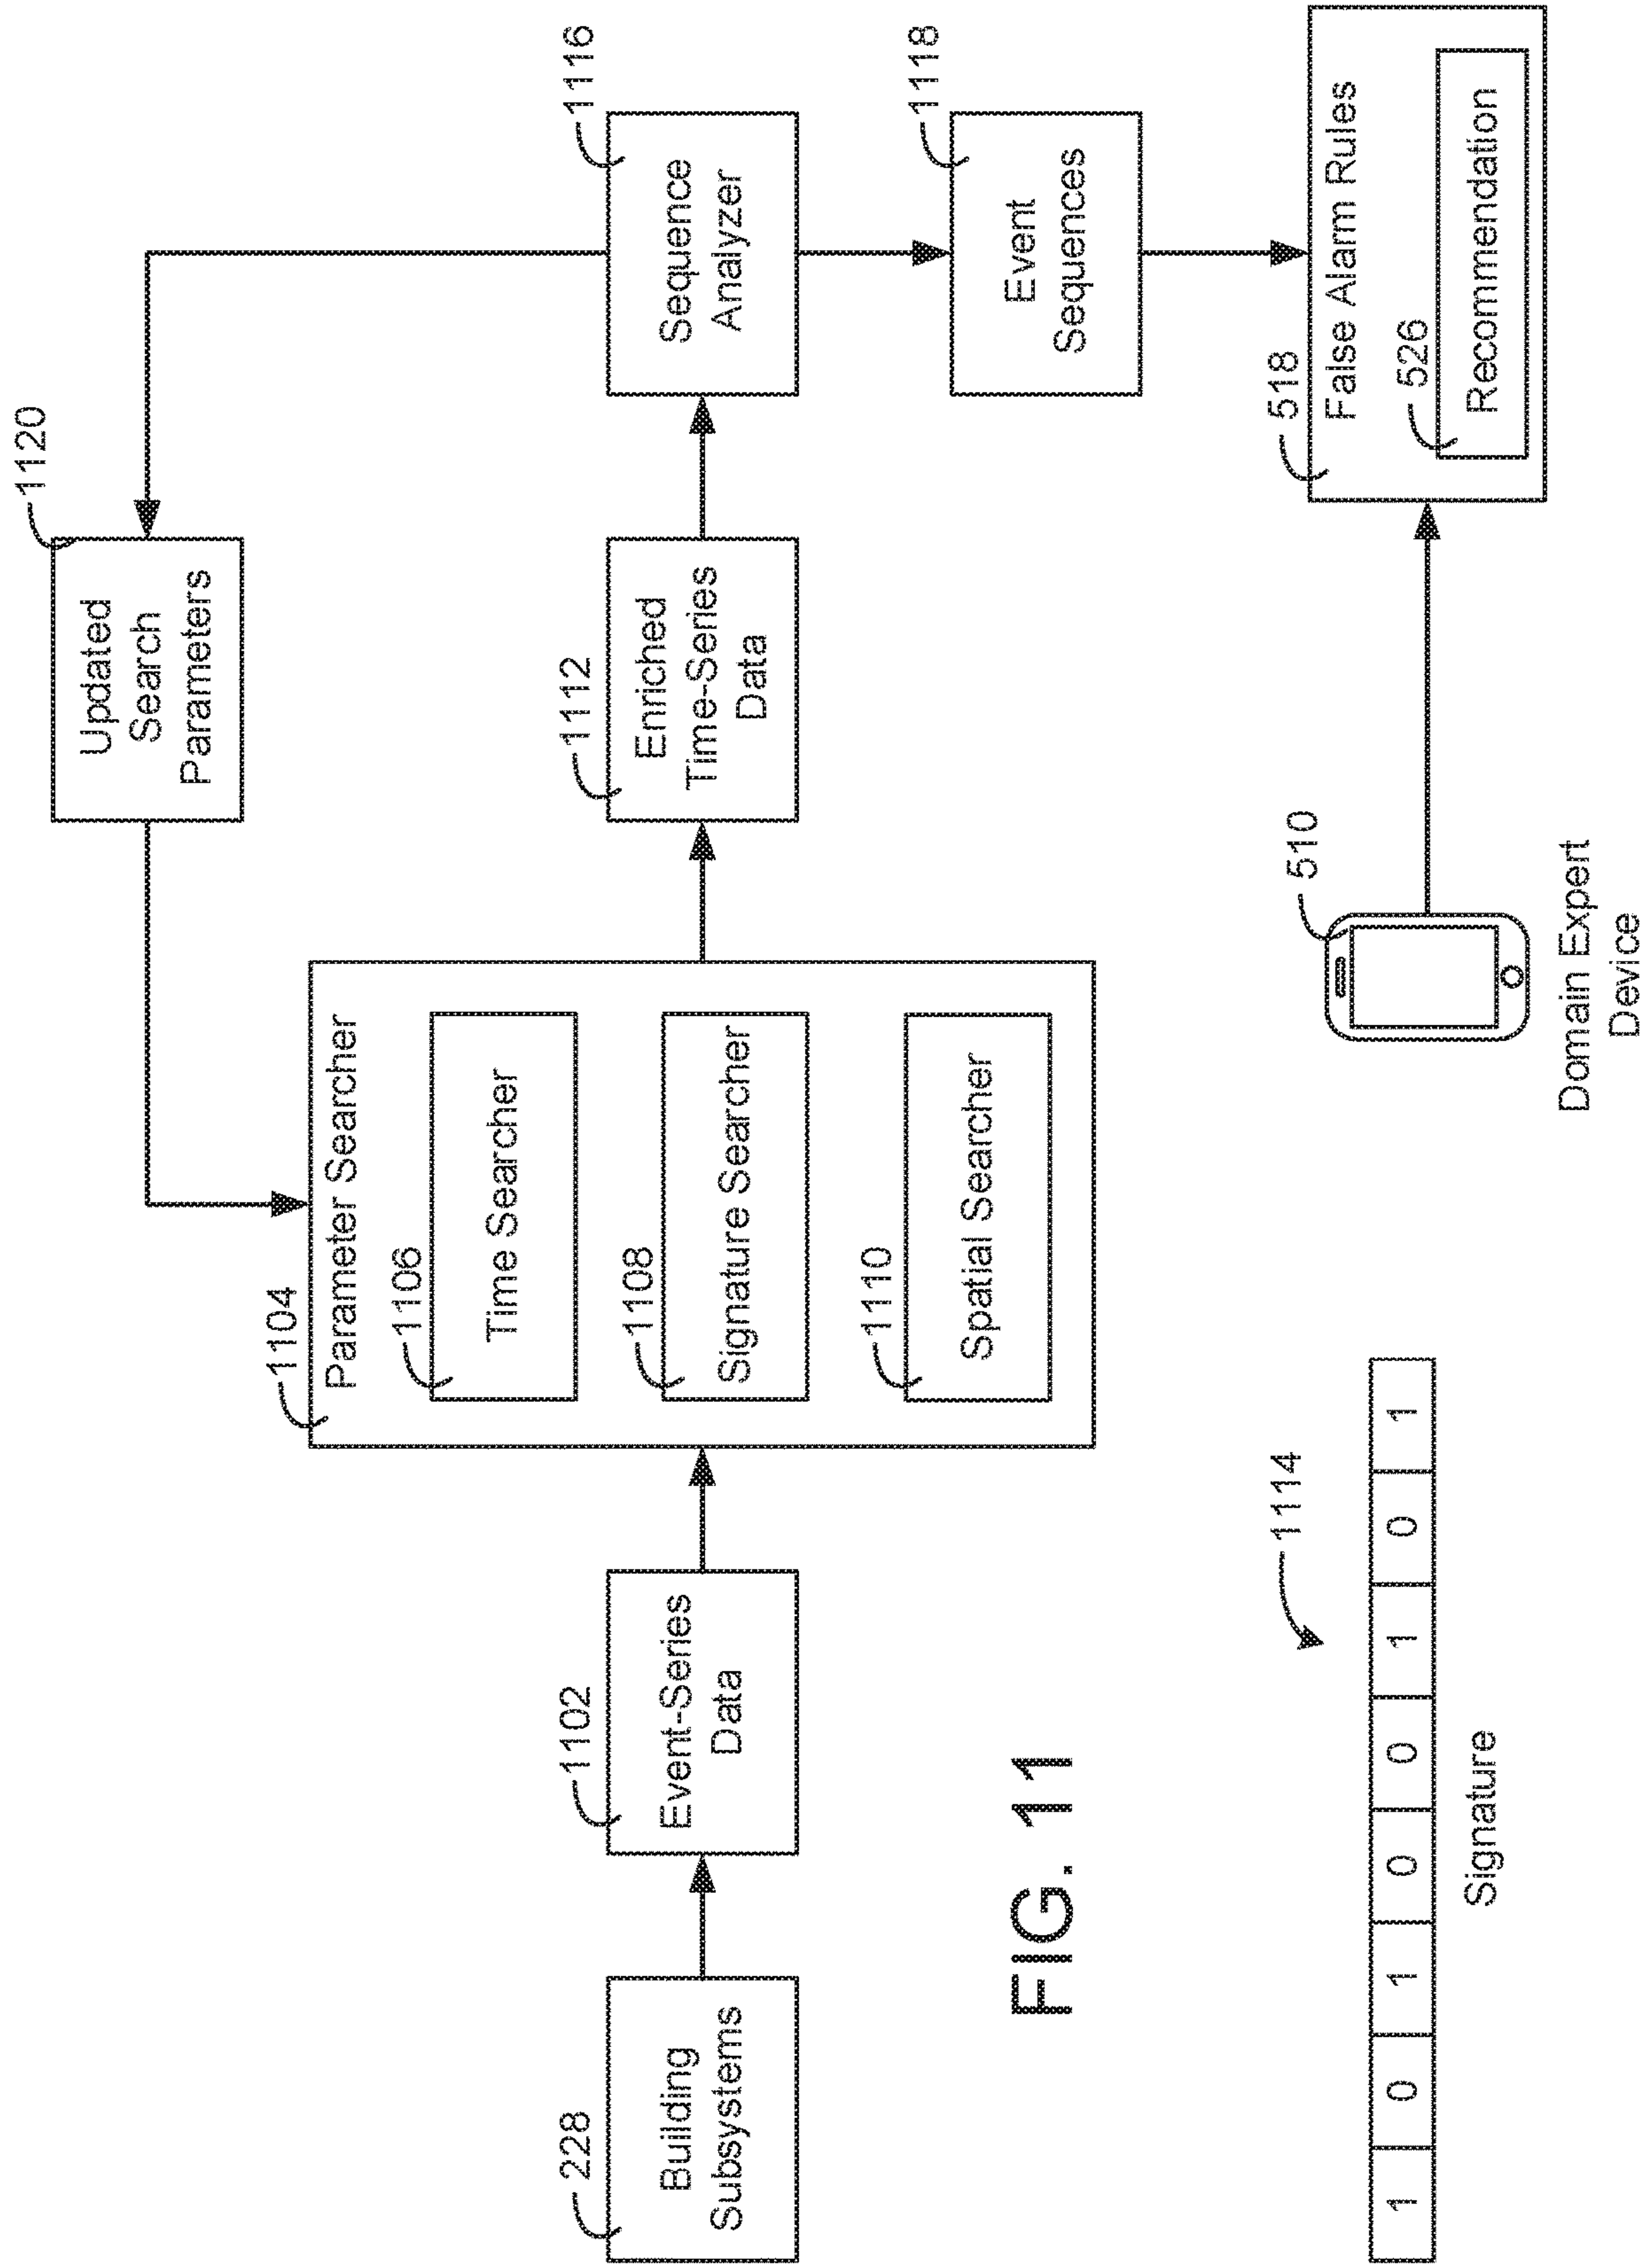 1120
Updated
Search
Parameters
1104
Parameter Searcher
1106
Time Searcher
1108
Signature Searcher
1110
Spatial Searcher
228
Building
Subsystems
1102
Event-Series
Data
1112
Enriched
Time-Series
Data
1116
Sequence
Analyzer
1118
Event
Sequences
518
False Alarm Rules
526
Recommendation
510
Domain Expert
Device
FIG. 11
1114
1 0 1 0 0 1 0 1
Signature